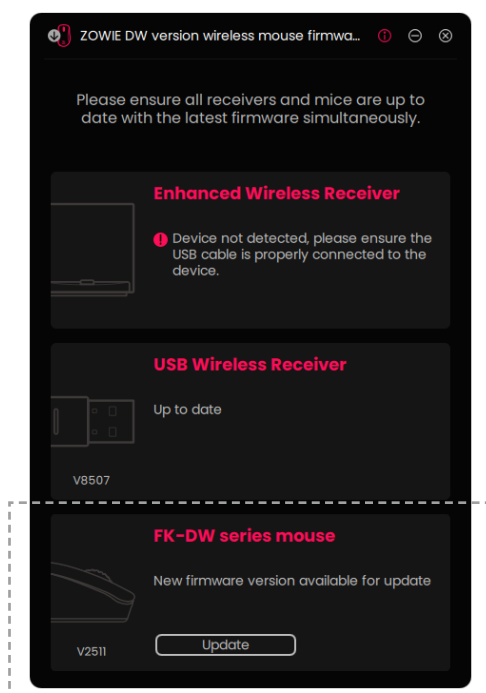 ZOWIE DW version wireless mouse firmwa...
Please ensure all receivers and mice are up to
date with the latest firmware simultaneously.
Enhanced Wireless Receiver
Device not detected, please ensure the
USB cable is properly connected to the
device.
USB Wireless Receiver
Up to date
V8507
FK-DW series mouse
New firmware version available for update
V2511
Update